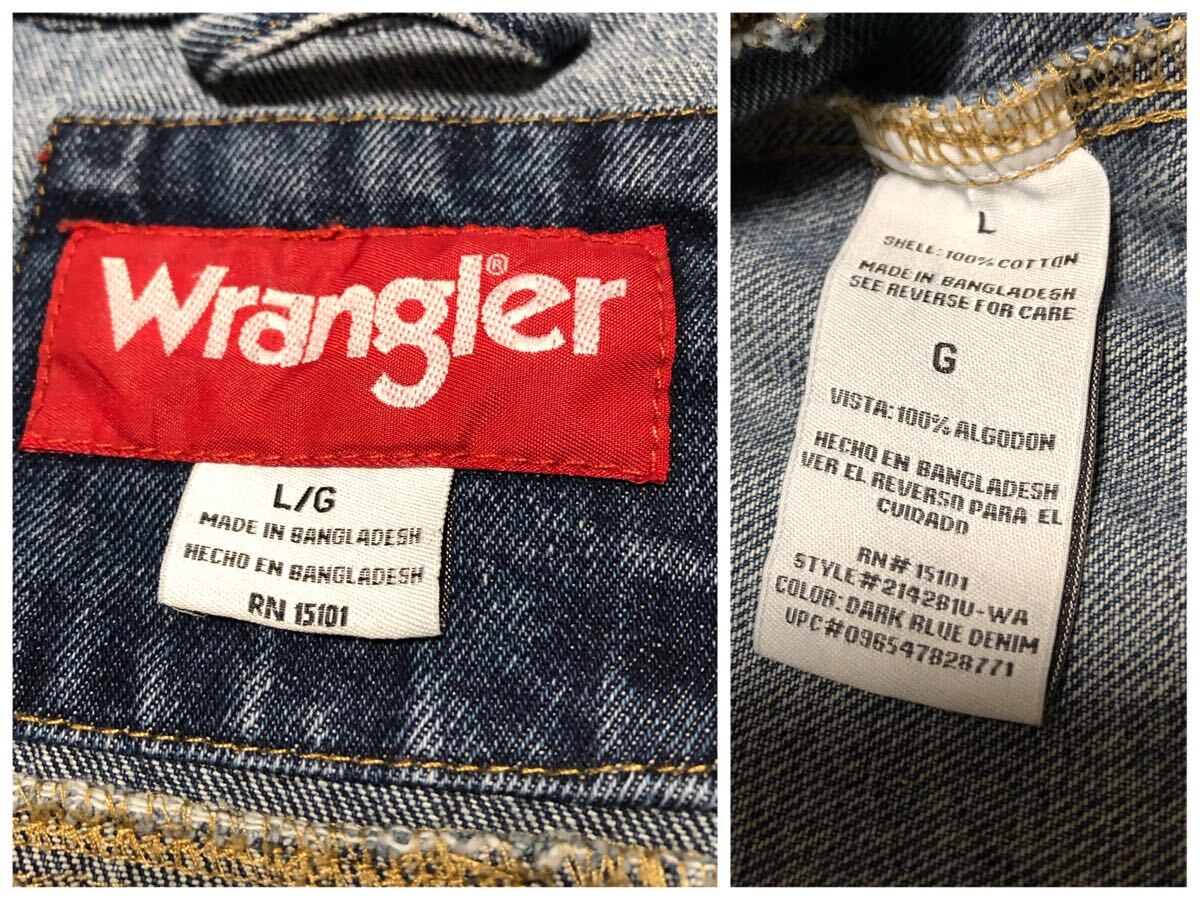 Wrangler®
L/G
MADE IN BANGLADESH
HECHO EN BANGLADESH
RN 15101
L
SHELL: 100% COTTON
MADE IN BANGLADESH
SEE REVERSE FOR CARE
G
VISTA: 100% ALGODON
HECHO EN BANGLADESH
VER EL REVERSO PARA EL
CUIDADO
RN# 15101
STYLE#214281U-WA
COLOR: DARK BLUE DENIM
UPC#096547828771